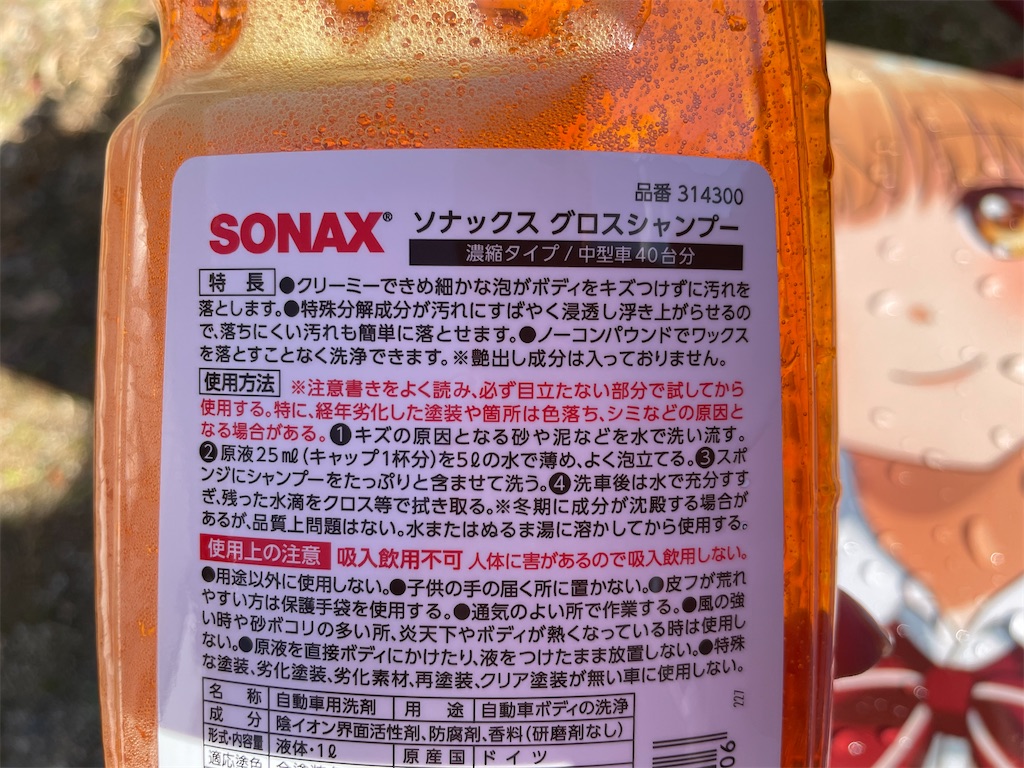 品番 314300
SONAX® ソナックス グロスシャンプー
濃縮タイプ / 中型車40台分
特 長 ●クリーミーできめ細かな泡がボディをキズつけずに汚れを
落とします。●特殊分解成分が汚れにすばやく浸透し浮き上がらせるの
で、落ちにくい汚れも簡単に落とせます。●ノーコンパウンドでワックス
を落とすことなく洗浄できます。※艶出し成分は入っておりません。
使用方法 ※注意書きをよく読み、必ず目立たない部分で試してから
使用する。特に、経年劣化した塗装や箇所は色落ち、シミなどの原因と
なる場合がある。❶キズの原因となる砂や泥などを水で洗い流す。
❷原液25㎖(キャップ1杯分)を5ℓの水で薄め、よく泡立てる。❸スポ
ンジにシャンプーをたっぷりと含ませて洗う。❹洗車後は水で充分すす
ぎ、残った水滴をクロス等で拭き取る。※冬期に成分が沈殿する場合が
あるが、品質上問題はない。水またはぬるま湯に溶かしてから使用する。
使用上の注意 吸入飲用不可 人体に害があるので吸入飲用しない。
●用途以外に使用しない。●子供の手の届く所に置かない。●皮フが荒れ
やすい方は保護手袋を使用する。●通気のよい所で作業する。●風の強
い時や砂ボコリの多い所、炎天下やボディが熱くなっている時は使用し
ない。●原液を直接ボディにかけたり、液をつけたまま放置しない。●特殊
な塗装、劣化塗装、劣化素材、再塗装、クリア塗装が無い車に使用しない。
名 称 自動車用洗剤 用 途 自動車ボディの洗浄
成 分 陰イオン界面活性剤、防腐剤、香料(研磨剤なし)
形式・内容量 液体・1ℓ 原産国 ドイツ
適応塗色
227